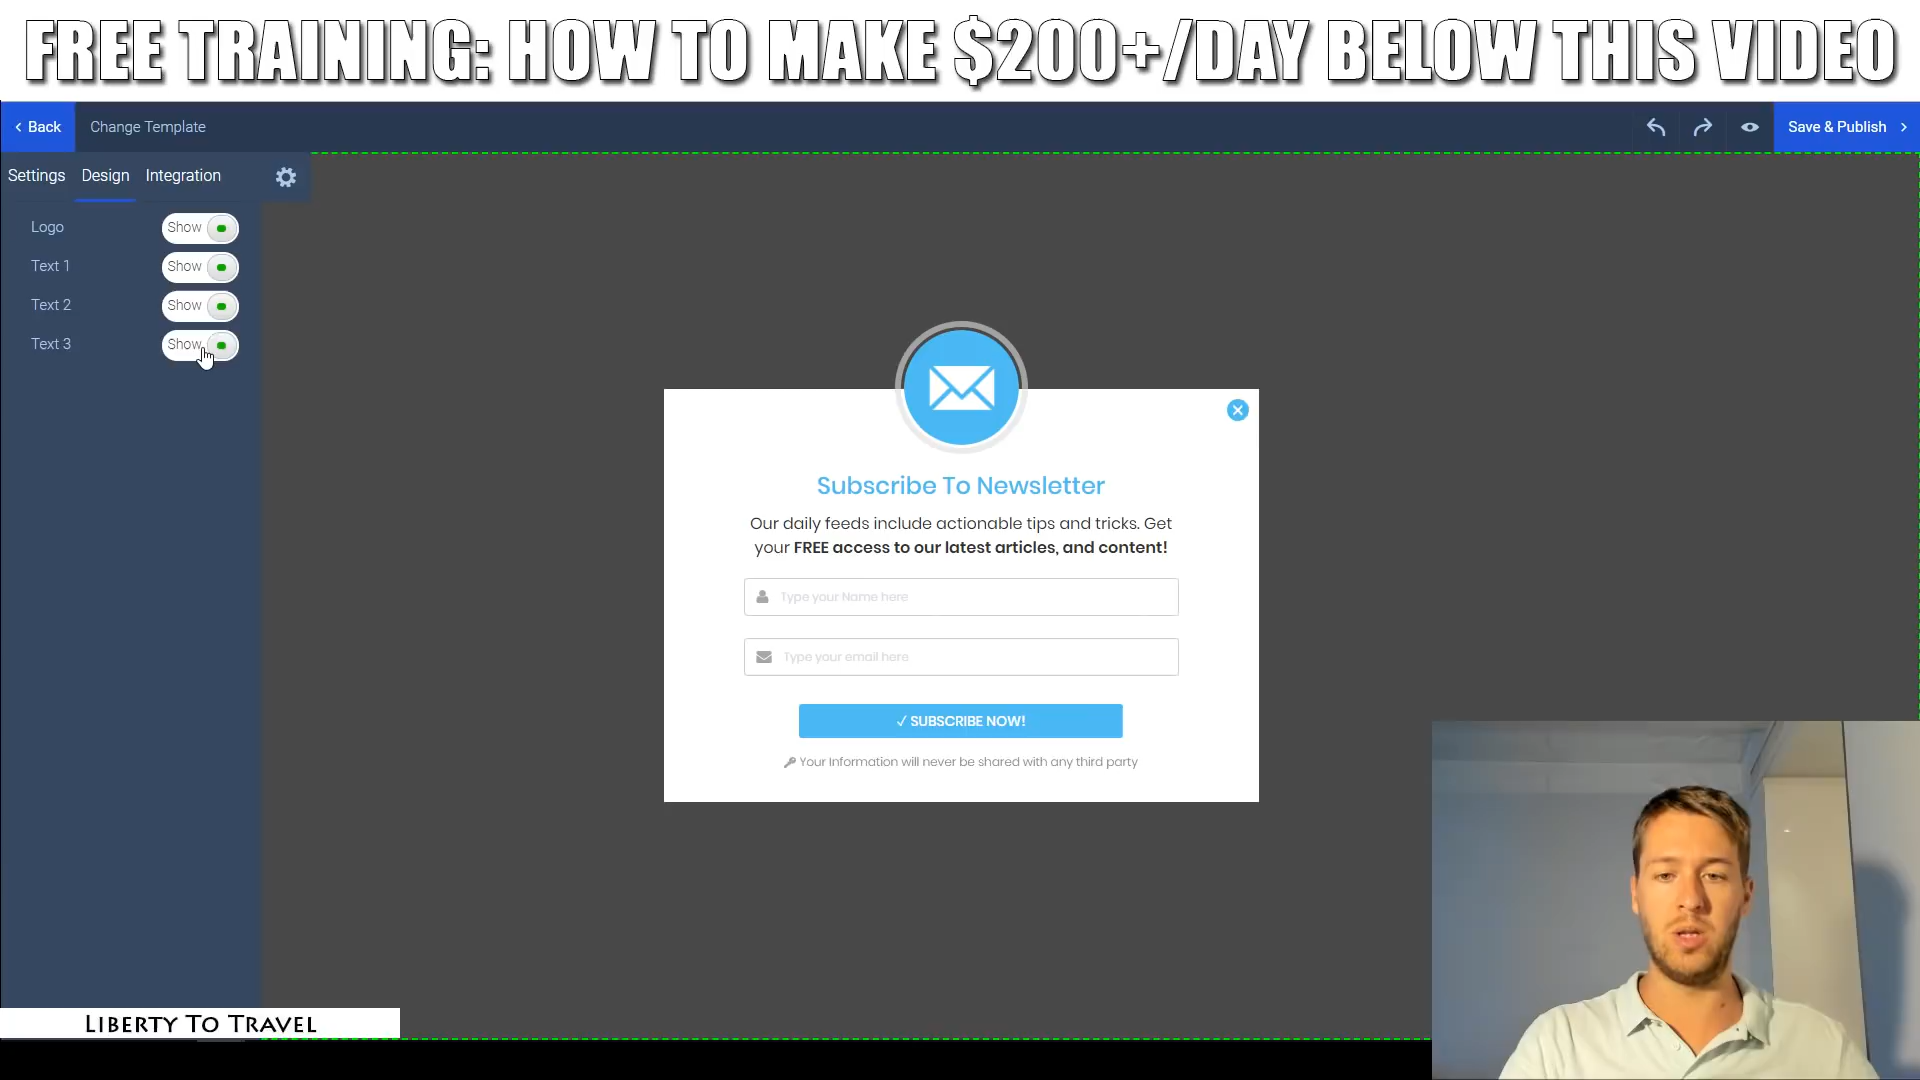 FREE TRAINING: HOW TO MAKE $200+/DAY BELOW THIS VIDEO
Back
Change Template
Save & Publish
Settings
Design
Integration
Logo
Show
Text 1
Show
Text 2
Show
Text 3
Show
Subscribe To Newsletter
Our daily feeds include actionable tips and tricks. Get
your FREE access to our latest articles, and content!
Type your Name here
Type your email here
✓ SUBSCRIBE NOW!
Your Information will never be shared with any third party
LIBERTY TO TRAVEL